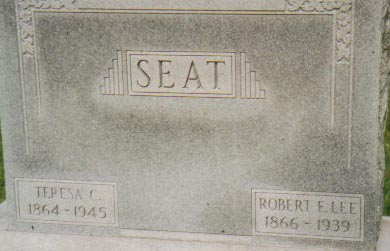 SEAT
TERESA C.
1864-1945
ROBERT E. LEE
1866-1939